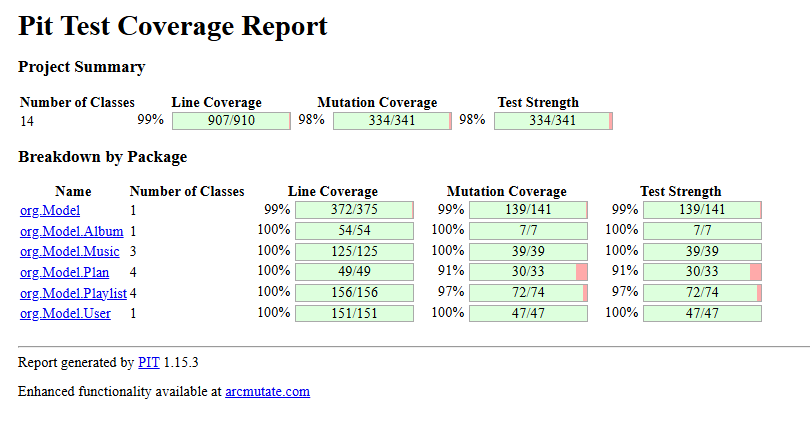 Pit Test Coverage Report
Project Summary
Number of Classes Line Coverage Mutation Coverage Test Strength
14 99% 907/910 98% 334/341 98% 334/341
Breakdown by Package
Name Number of Classes Line Coverage Mutation Coverage Test Strength
org.Model 1 99% 372/375 99% 139/141 99% 139/141
org.Model.Album 1 100% 54/54 100% 7/7 100% 7/7
org.Model.Music 3 100% 125/125 100% 39/39 100% 39/39
org.Model.Plan 4 100% 49/49 91% 30/33 91% 30/33
org.Model.Playlist 4 100% 156/156 97% 72/74 97% 72/74
org.Model.User 1 100% 151/151 100% 47/47 100% 47/47
Report generated by PIT 1.15.3
Enhanced functionality available at arcmutate.com